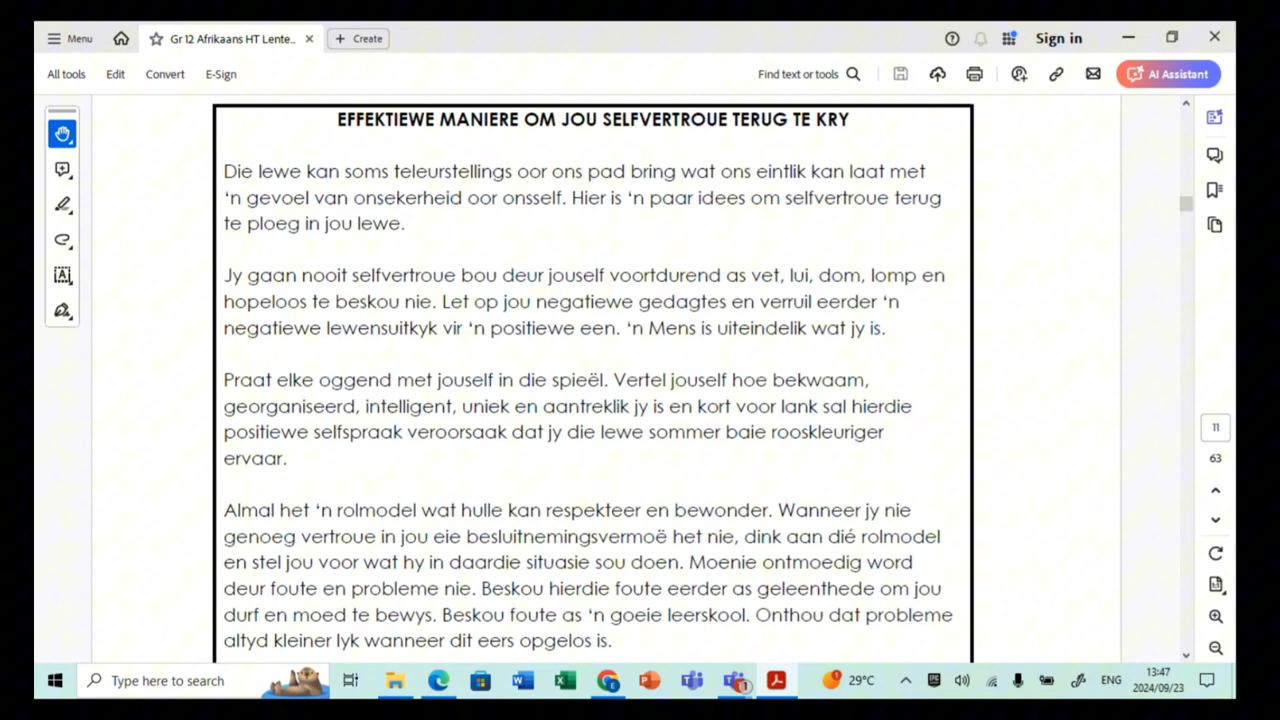 Menu
Gr 12 Afrikaans HT Lente...
Create
Sign in
All tools
Edit
Convert
E-Sign
Find text or tools
AI Assistant
EFFEKTIEWE MANIERE OM JOU SELFVERTROUE TERUG TE KRY
Die lewe kan soms teleurstellings oor ons pad bring wat ons eintlik kan laat met
‘n gevoel van onsekerheid oor onsself. Hier is ‘n paar idees om selfvertroue terug
te ploeg in jou lewe.
Jy gaan nooit selfvertroue bou deur jouself voortdurend as vet, lui, dom, lomp en
hopeloos te beskou nie. Let op jou negatiewe gedagtes en verruil eerder ‘n
negatiewe lewensuitkyk vir ‘n positiewe een. ‘n Mens is uiteindelik wat jy is.
Praat elke oggend met jouself in die spieël. Vertel jouself hoe bekwaam,
georganiseerd, intelligent, uniek en aantreklik jy is en kort voor lank sal hierdie
positiewe selfspraak veroorsaak dat jy die lewe sommer baie rooskleuriger
ervaar.
Almal het ‘n rolmodel wat hulle kan respekteer en bewonder. Wanneer jy nie
genoeg vertroue in jou eie besluitnemingsvermoë het nie, dink aan dié rolmodel
en stel jou voor wat hy in daardie situasie sou doen. Moenie ontmoedig word
deur foute en probleme nie. Beskou hierdie foute eerder as geleenthede om jou
durf en moed te bewys. Beskou foute as ‘n goeie leerskool. Onthou dat probleme
altyd kleiner lyk wanneer dit eers opgelos is.
11
63
Type here to search
29°C
ENG
13:47
2024/09/23